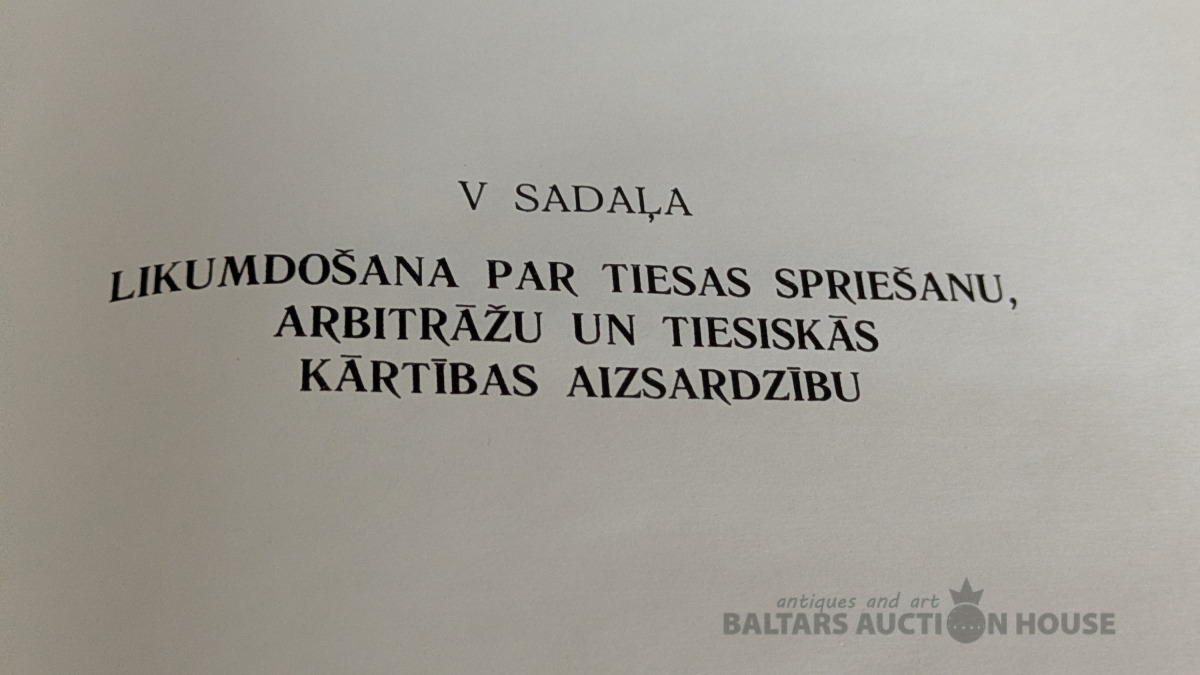 V SADAĻA
LIKUMDOŠANA PAR TIESAS SPRIEŠANU,
ARBITRĀŽU UN TIESISKĀS
KĀRTĪBAS AIZSARDZĪBU
antiques and art
BALTARS AUCTION HOUSE